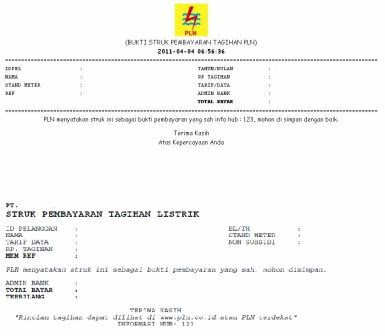 PLN
(BUKTI STRUK PEMBAYARAN TAGIHAN PLN)
2011-04-04 06:56:36
IDPEL : TAHUN/BULAN :
NAMA : RP TAGIHAN :
STAND METER : TARIF/DAYA :
REF : ADMIN BANK :
TOTAL BAYAR :
PLN menyatakan struk ini sebagai bukti pembayaran yang sah info hub : 123, mohon di simpan dengan baik.
Terima Kasih
Atas Kepercayaan Anda
PT.
STRUK PEMBAYARAN TAGIHAN LISTRIK
ID PELANGGAN : BL/TH :
NAMA : STAND METER :
TARIF DAYA : NON SUBSIDI :
RP. TAGIHAN :
MKM REF :
PLN menyatakan struk ini sebagai bukti pembayaran yang sah. mohon disimpan.
ADMIN BANK :
TOTAL BAYAR :
TERBILANG :
TERIMA KASIH
"Rincian tagihan dapat dilihat di www.pln.co.id atau PLN terdekat"
INFORMASI HUB: 123